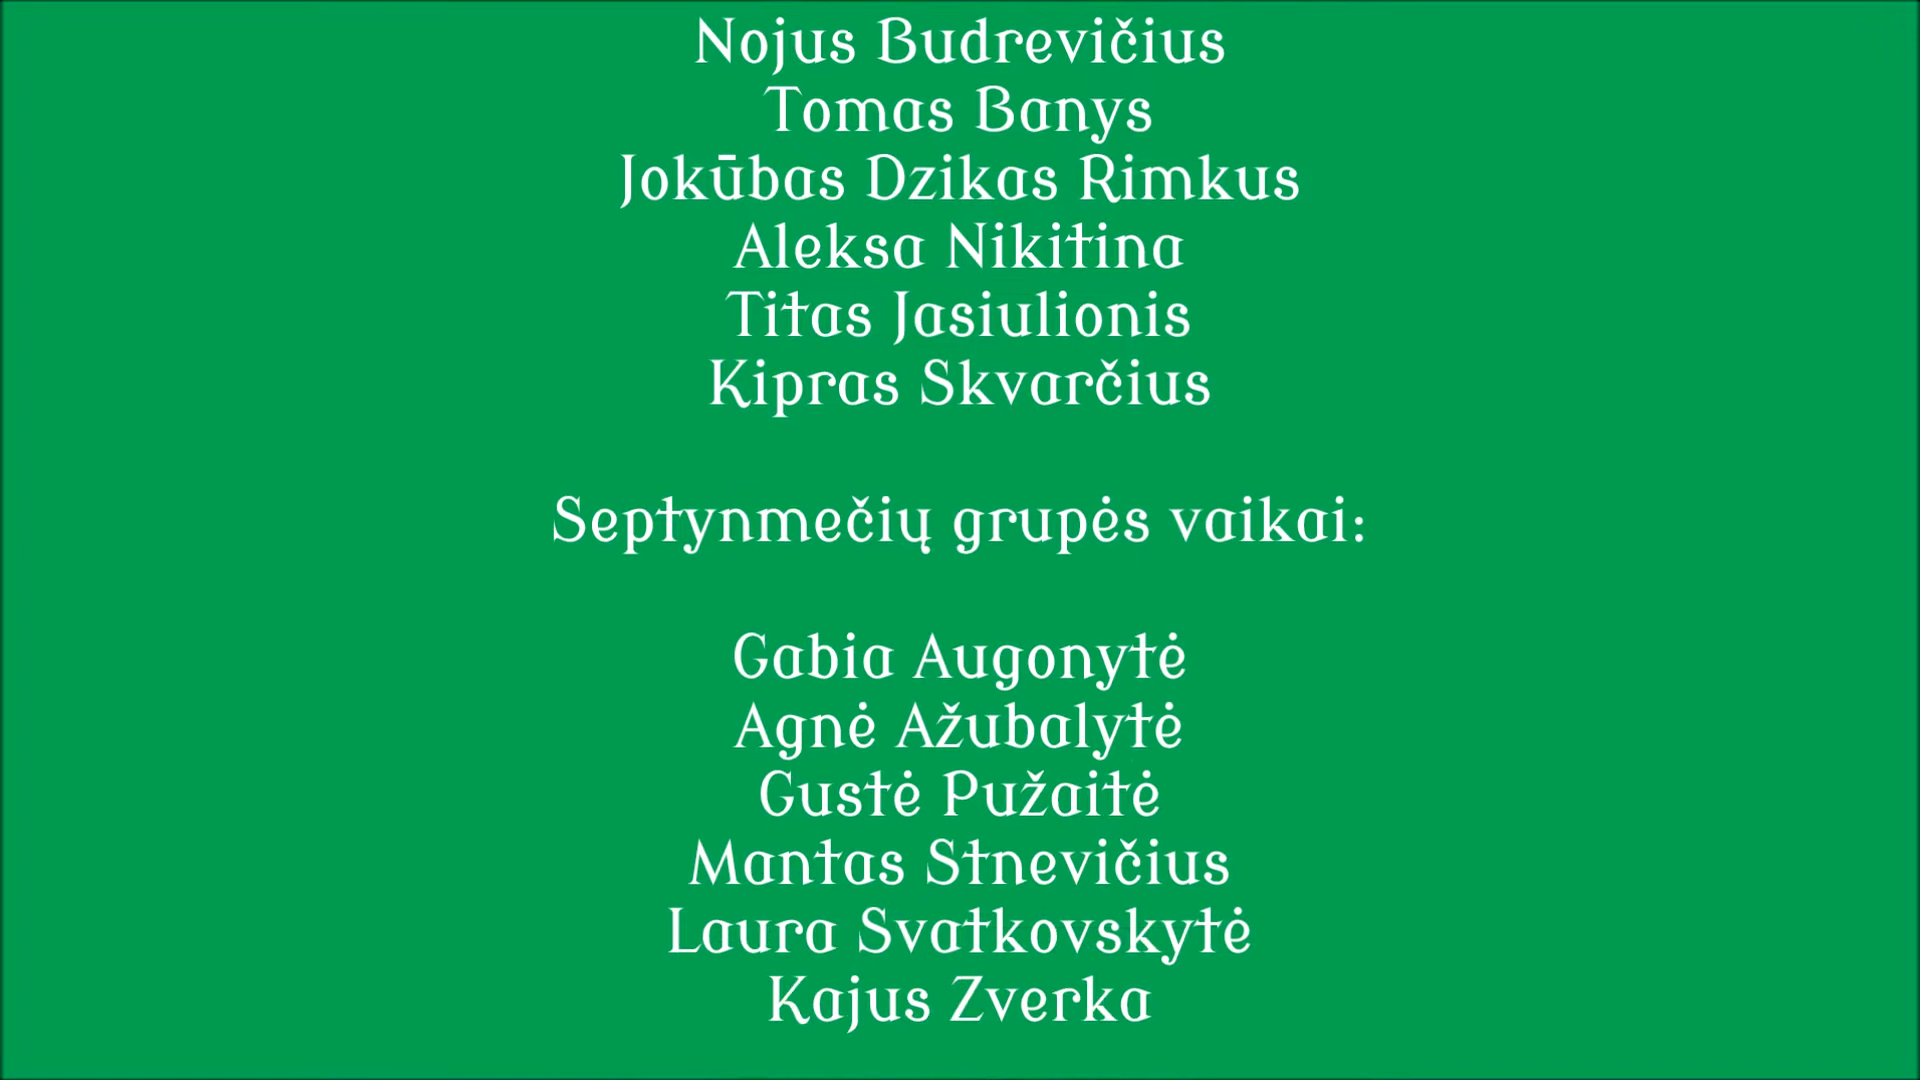 Nojus Budrevičius
Tomas Banys
Jokūbas Dzikas Rimkus
Aleksa Nikitina
Titas Jasiulionis
Kipras Skvarčius
Septynmečių grupės vaikai:
Gabia Augonytė
Agnė Ažubalytė
Gustė Pužaitė
Mantas Stnevičius
Laura Svatkovskytė
Kajus Zverka